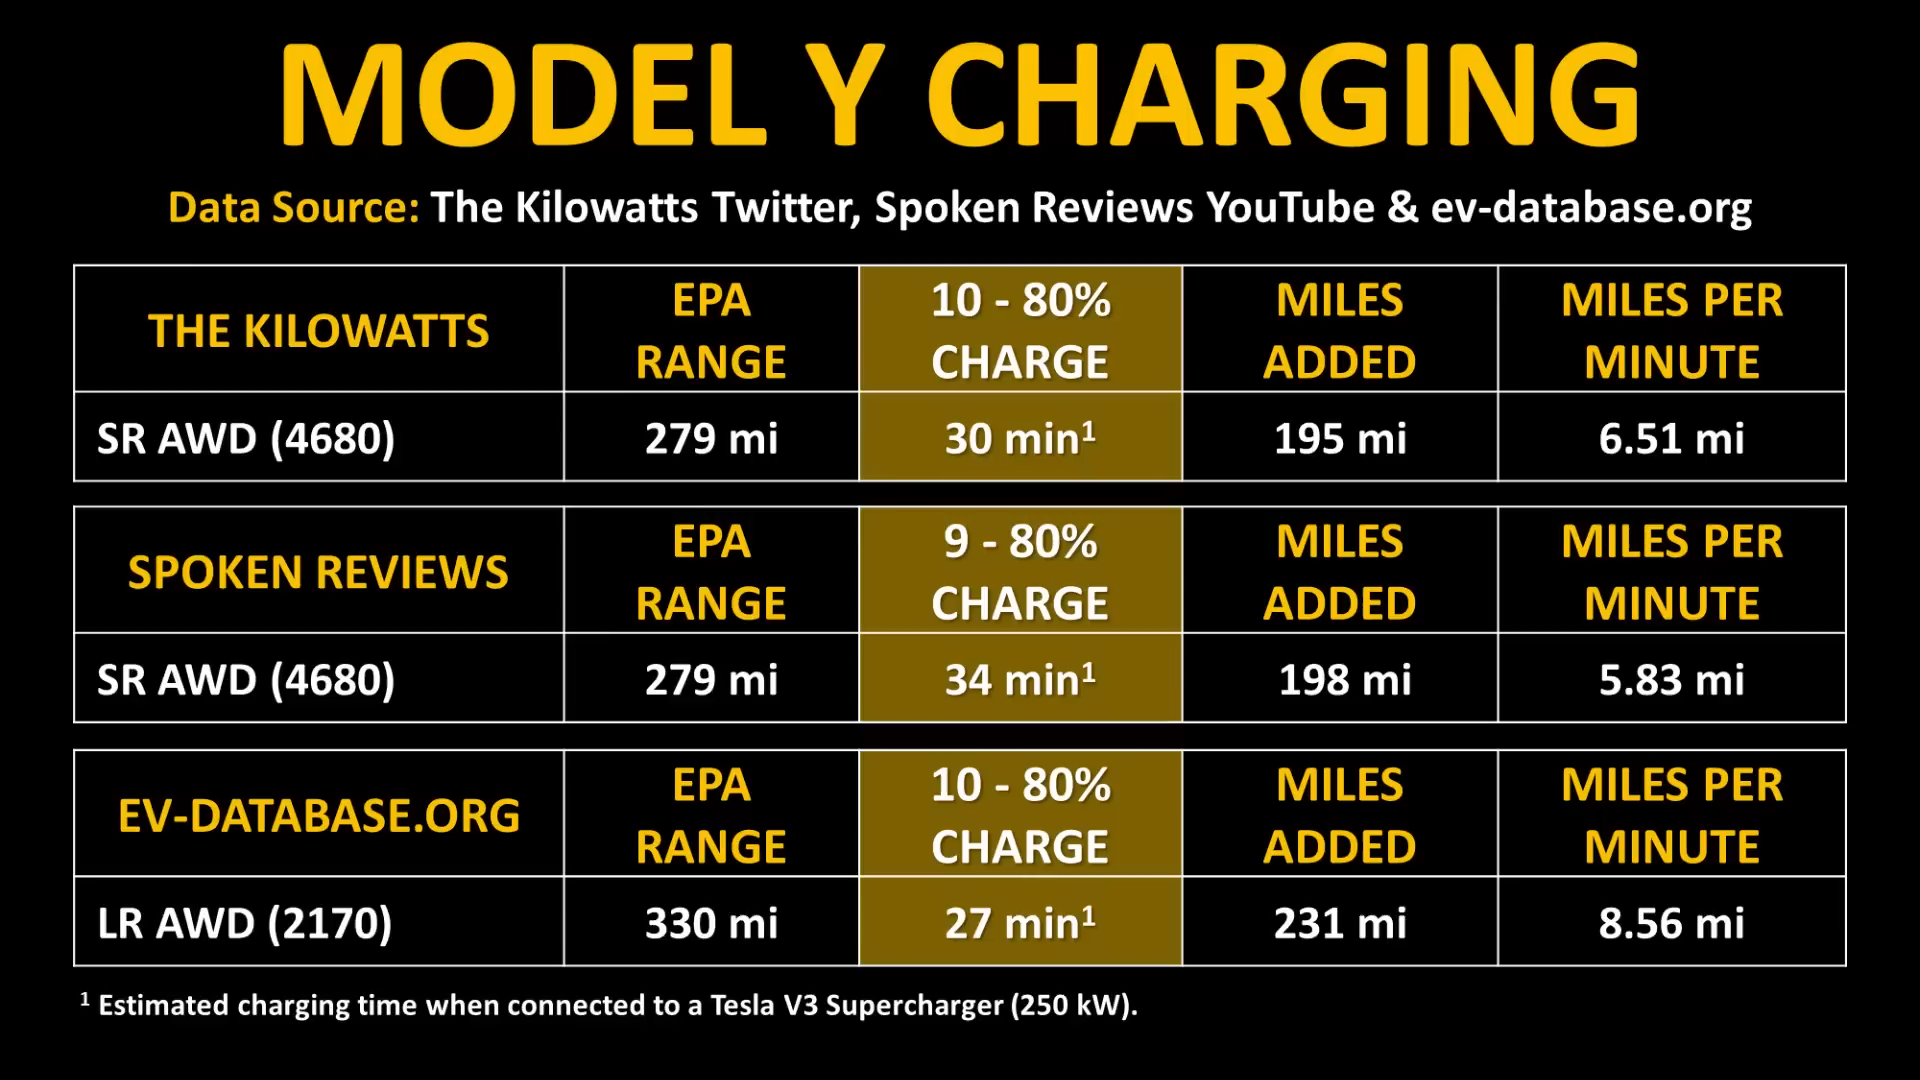 MODEL Y CHARGING
Data Source: The Kilowatts Twitter, Spoken Reviews YouTube & ev-database.org
THE KILOWATTS
EPA
RANGE
10 - 80%
CHARGE
MILES
ADDED
MILES PER
MINUTE
SR AWD (4680)
279 mi
30 min¹
195 mi
6.51 mi
SPOKEN REVIEWS
EPA
RANGE
9 - 80%
CHARGE
MILES
ADDED
MILES PER
MINUTE
SR AWD (4680)
279 mi
34 min¹
198 mi
5.83 mi
EV-DATABASE.ORG
EPA
RANGE
10 - 80%
CHARGE
MILES
ADDED
MILES PER
MINUTE
LR AWD (2170)
330 mi
27 min¹
231 mi
8.56 mi
¹ Estimated charging time when connected to a Tesla V3 Supercharger (250 kW).